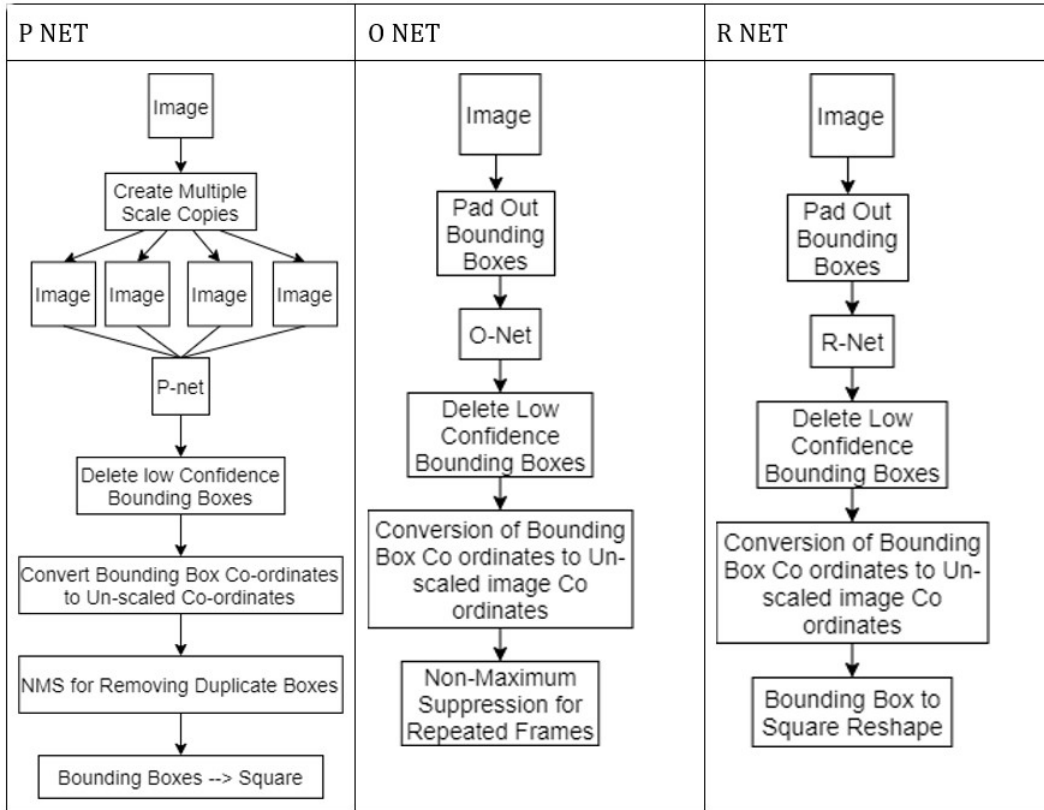 P NET
O NET
R NET
Image
Create Multiple
Scale Copies
Image
Image
Image
Image
P-net
Delete low Confidence
Bounding Boxes
Convert Bounding Box Co-ordinates
to Un-scaled Co-ordinates
NMS for Removing Duplicate Boxes
Bounding Boxes --> Square
Image
Pad Out
Bounding
Boxes
O-Net
Delete Low
Confidence
Bounding Boxes
Conversion of Bounding
Box Co ordinates to Un-
scaled image Co
ordinates
Non-Maximum
Suppression for
Repeated Frames
Image
Pad Out
Bounding
Boxes
R-Net
Delete Low
Confidence
Bounding Boxes
Conversion of Bounding
Box Co ordinates to Un-
scaled image Co
ordinates
Bounding Box to
Square Reshape